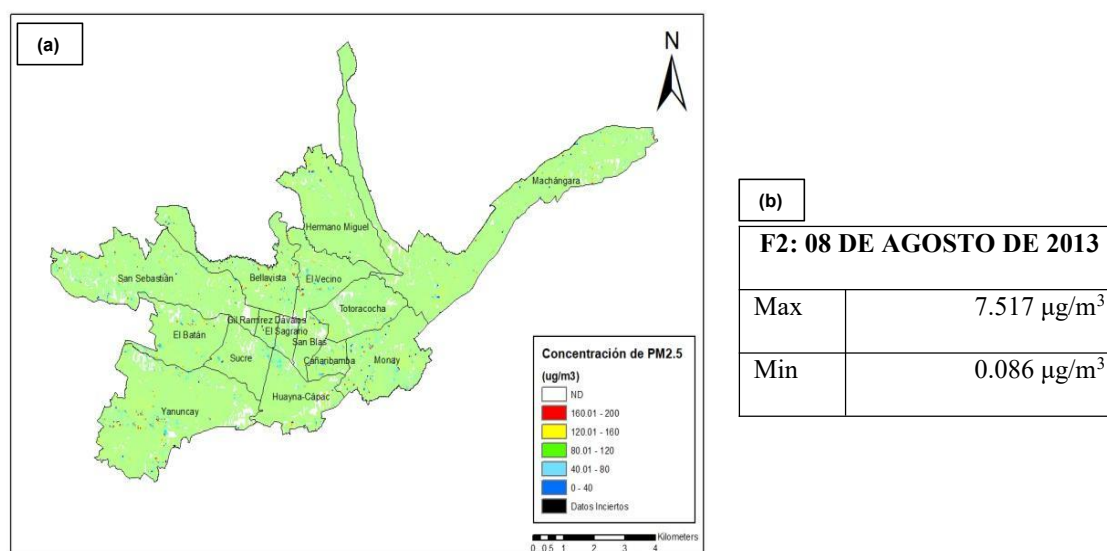 (a)
N
Machángara
Hermano Miguel
San Sebastián
Bellavista
El Vecino
Totoracocha
Gil Ramírez Dávalos
El Sagrario
El Batán
San Blas
Sucre
Cañaribamba
Monay
Huayna-Cápac
Yanuncay
Concentración de PM2.5
(ug/m3)
ND
160.01 - 200
120.01 - 160
80.01 - 120
40.01 - 80
0 - 40
Datos Inciertos
Kilometers
0 0.5 1 2 3 4
(b)
F2: 08 DE AGOSTO DE 2013
Max 7.517 µg/m³
Min 0.086 µg/m³